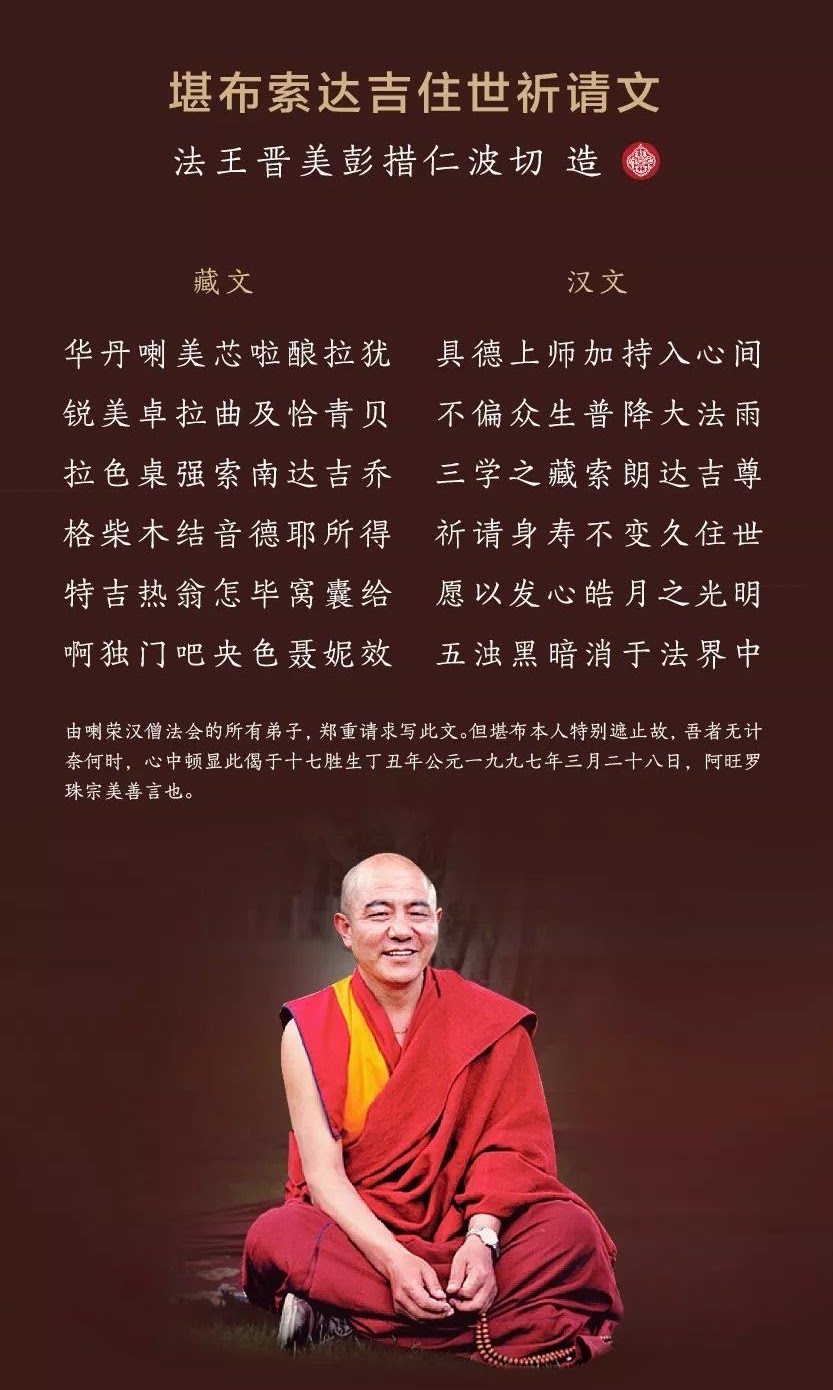 堪布索达吉住世祈请文
法王晋美彭措仁波切 造
藏文
华丹喇美芯啦酿拉犹
锐美卓拉曲及恰青贝
拉色桌强索南达吉乔
格柴木结音德耶所得
特吉热翁怎毕窝囊给
啊独门吧央色聂妮效
汉文
具德上师加持入心间
不偏众生普降大法雨
三学之藏索朗达吉尊
祈请身寿不变久住世
愿以发心皓月之光明
五浊黑暗消于法界中
由喇荣汉僧法会的所有弟子，郑重请求写此文。但堪布本人特别遮止故，吾者无计
奈何时，心中顿显此偈于十七胜生丁丑年公元一九九七年三月二十八日，阿旺罗
珠宗美善言也。